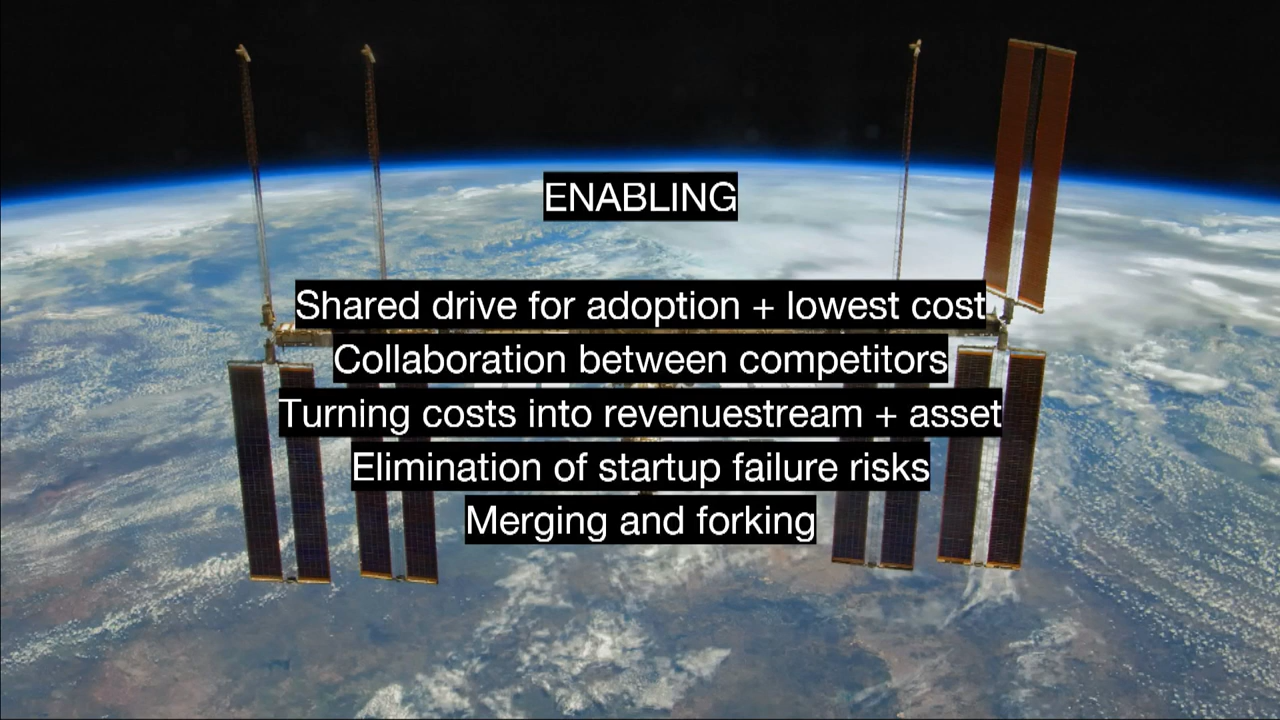 ENABLING
Shared drive for adoption + lowest cost
Collaboration between competitors
Turning costs into revenuestream + asset
Elimination of startup failure risks
Merging and forking